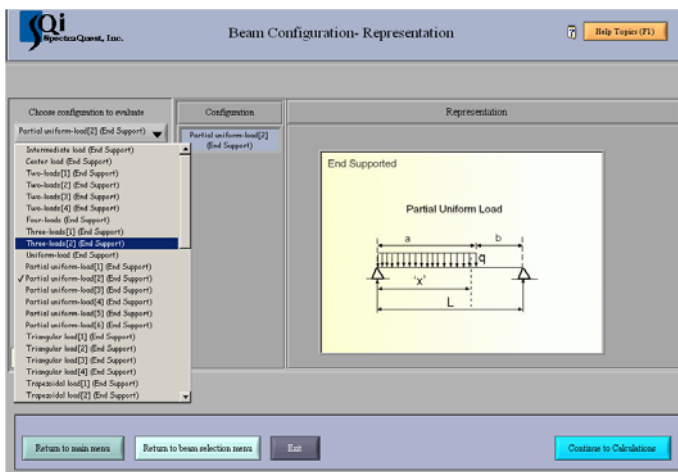 Qi
SpectraQuest, Inc.
Beam Configuration- Representation
?
Help Topics (F1)
Choose configuration to evaluate
Configuration
Representation
Partial uniform-load[2] (End Support)
Partial uniform-load[2]
(End Support)
Intermediate load (End Support)
Center load (End Support)
Two-loads[1] (End Support)
Two-loads[2] (End Support)
Two-loads[3] (End Support)
Two-loads[4] (End Support)
Four-loads (End Support)
Three-loads[1] (End Support)
Three-loads[2] (End Support)
Uniform-load (End Support)
Partial uniform-load[1] (End Support)
✓Partial uniform-load[2] (End Support)
Partial uniform-load[3] (End Support)
Partial uniform-load[4] (End Support)
Partial uniform-load[5] (End Support)
Partial uniform-load[6] (End Support)
Triangular load[1] (End Support)
Triangular load[2] (End Support)
Triangular load[3] (End Support)
Triangular load[4] (End Support)
Trapezoidal load[1] (End Support)
Trapezoidal load[2] (End Support)
End Supported
Partial Uniform Load
a b
q
'x'
L
Return to main menu
Return to beam selection menu
Exit
Continue to Calculations